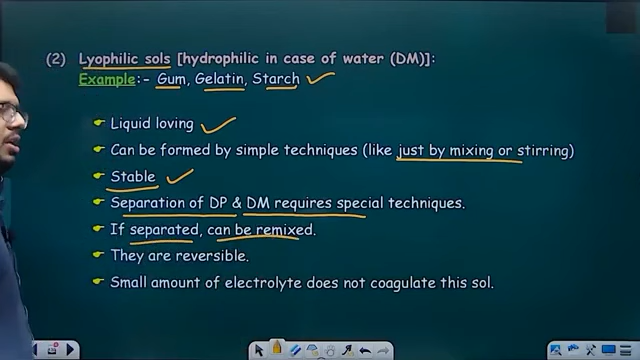 (2) Lyophilic sols [hydrophilic in case of water (DM)]:
Example:- Gum, Gelatin, Starch
Liquid loving
Can be formed by simple techniques (like just by mixing or stirring)
Stable
Separation of DP & DM requires special techniques.
If separated, can be remixed.
They are reversible.
Small amount of electrolyte does not coagulate this sol.